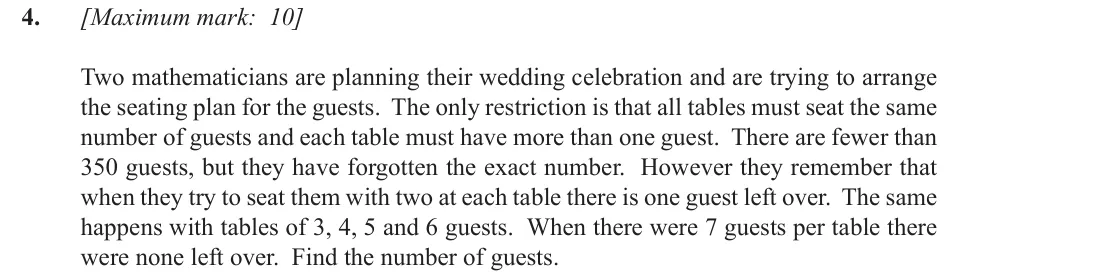 4. [Maximum mark: 10]
Two mathematicians are planning their wedding celebration and are trying to arrange
the seating plan for the guests. The only restriction is that all tables must seat the same
number of guests and each table must have more than one guest. There are fewer than
350 guests, but they have forgotten the exact number. However they remember that
when they try to seat them with two at each table there is one guest left over. The same
happens with tables of 3, 4, 5 and 6 guests. When there were 7 guests per table there
were none left over. Find the number of guests.